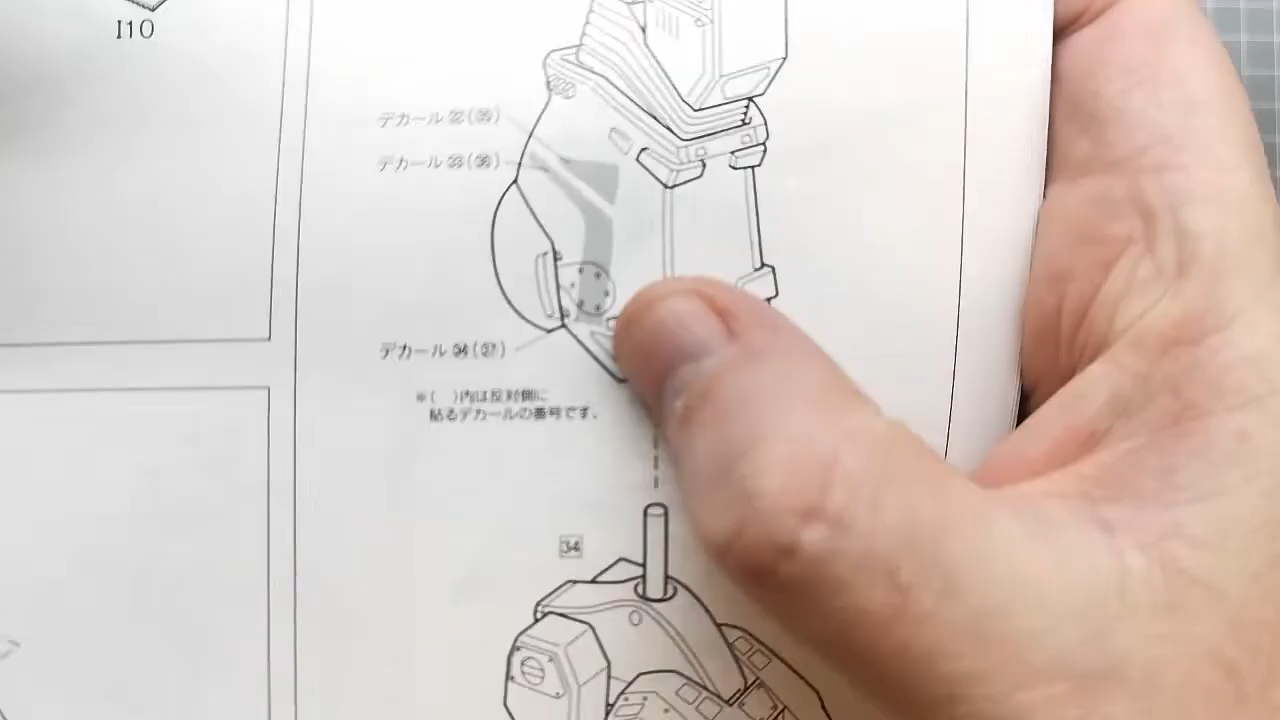 I10
デカール 32(35)
デカール 33(36)
デカール 34(37)
※( )内は反対側に
貼るデカールの番号です。
34